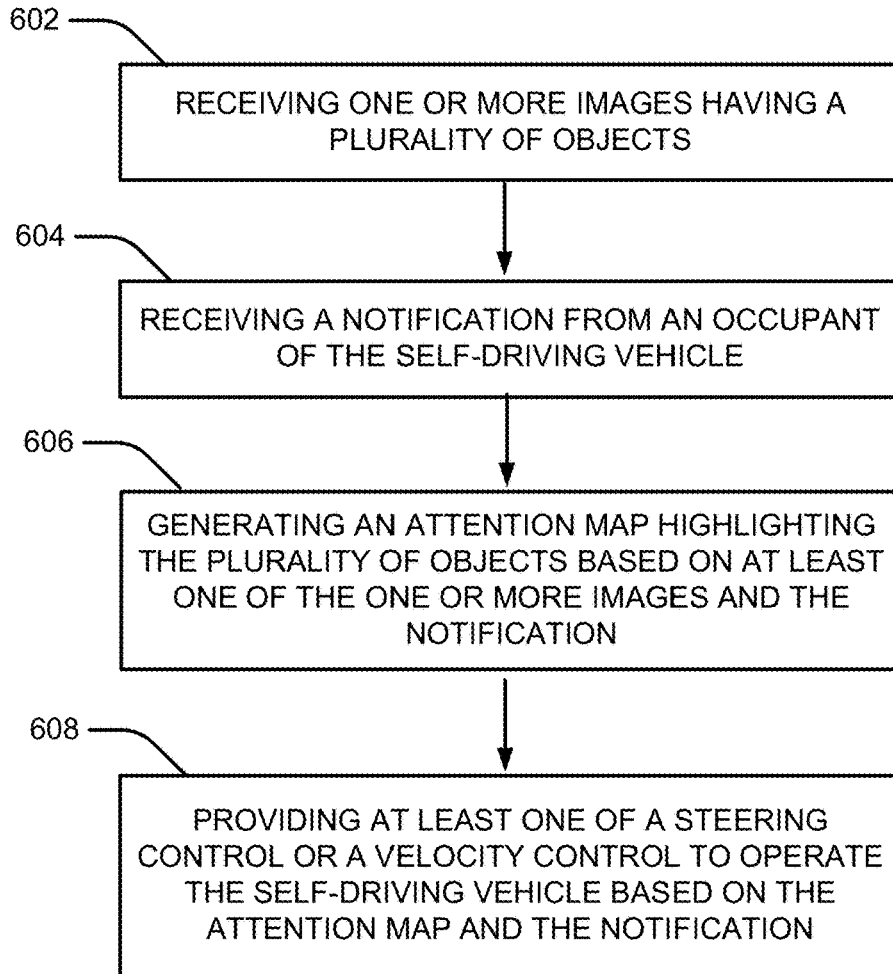 602
RECEIVING ONE OR MORE IMAGES HAVING A
PLURALITY OF OBJECTS
604
RECEIVING A NOTIFICATION FROM AN OCCUPANT
OF THE SELF-DRIVING VEHICLE
606
GENERATING AN ATTENTION MAP HIGHLIGHTING
THE PLURALITY OF OBJECTS BASED ON AT LEAST
ONE OF THE ONE OR MORE IMAGES AND THE
NOTIFICATION
608
PROVIDING AT LEAST ONE OF A STEERING
CONTROL OR A VELOCITY CONTROL TO OPERATE
THE SELF-DRIVING VEHICLE BASED ON THE
ATTENTION MAP AND THE NOTIFICATION